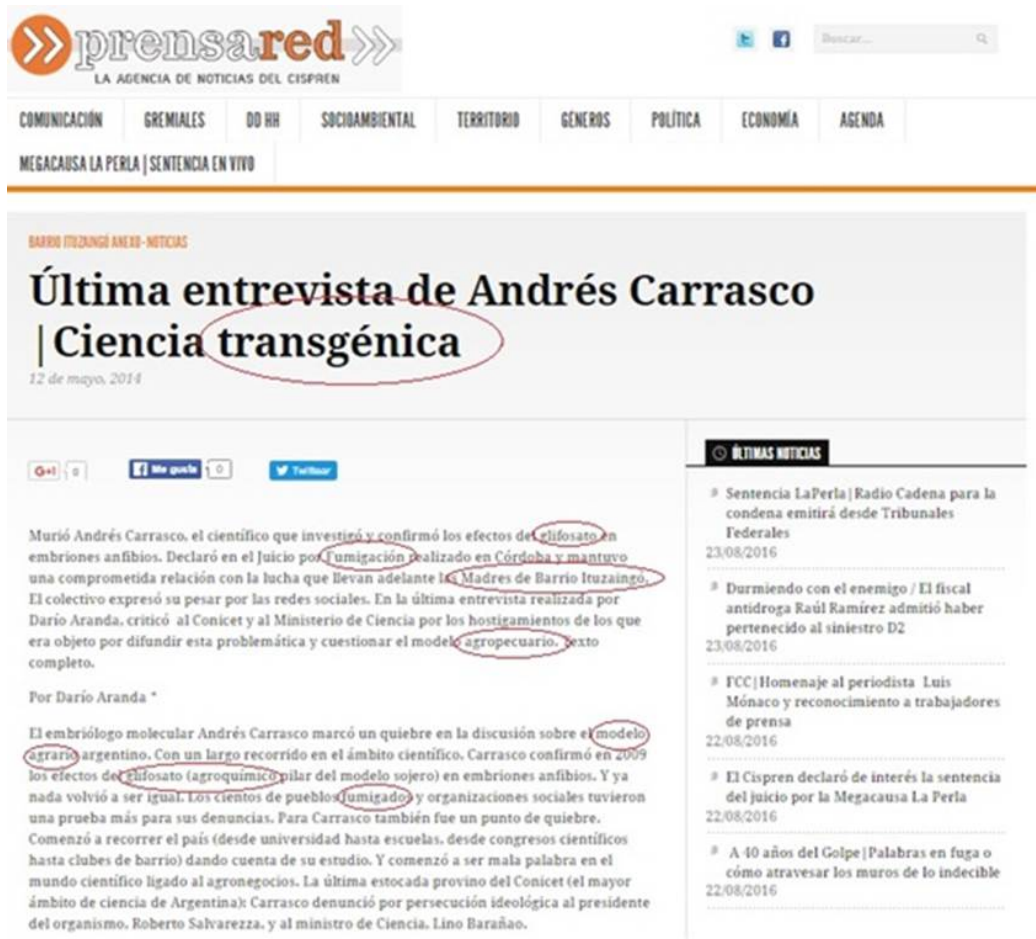 prensared
LA AGENCIA DE NOTICIAS DEL CISPREN
Buscar...
COMUNICACIÓN GREMIALES DD HH SOCIOAMBIENTAL TERRITORIO GÉNEROS POLÍTICA ECONOMÍA AGENDA
MEGACAUSA LA PERLA | SENTENCIA EN VIVO
BARRIO ITUZAINGÓ ANEXO - NOTICIAS
Última entrevista de Andrés Carrasco
|Ciencia transgénica
12 de mayo, 2014
G+1 0
Me gusta 0
Twittear
Murió Andrés Carrasco, el científico que investigó y confirmó los efectos del glifosato en
embriones anfibios. Declaró en el Juicio por Fumigación realizado en Córdoba y mantuvo
una comprometida relación con la lucha que llevan adelante las Madres de Barrio Ituzaingó.
El colectivo expresó su pesar por las redes sociales. En la última entrevista realizada por
Darío Aranda, criticó al Conicet y al Ministerio de Ciencia por los hostigamientos de los que
era objeto por difundir esta problemática y cuestionar el modelo agropecuario. Texto
completo.
Por Darío Aranda *
El embriólogo molecular Andrés Carrasco marcó un quiebre en la discusión sobre el modelo
agrario argentino. Con un largo recorrido en el ámbito científico, Carrasco confirmó en 2009
los efectos del glifosato (agroquímico pilar del modelo sojero) en embriones anfibios. Y ya
nada volvió a ser igual. Los cientos de pueblos fumigados y organizaciones sociales tuvieron
una prueba más para sus denuncias. Para Carrasco también fue un punto de quiebre.
Comenzó a recorrer el país (desde universidad hasta escuelas, desde congresos científicos
hasta clubes de barrio) dando cuenta de su estudio. Y comenzó a ser mala palabra en el
mundo científico ligado al agronegocios. La última estocada provino del Conicet (el mayor
ámbito de ciencia de Argentina): Carrasco denunció por persecución ideológica al presidente
del organismo, Roberto Salvarezza, y al ministro de Ciencia, Lino Barañao.
ÚLTIMAS NOTICIAS
Sentencia LaPerla|Radio Cadena para la
condena emitirá desde Tribunales
Federales
23/08/2016
Durmiendo con el enemigo / El fiscal
antidroga Raúl Ramírez admitió haber
pertenecido al siniestro D2
23/08/2016
FCC|Homenaje al periodista Luis
Mónaco y reconocimiento a trabajadores
de prensa
22/08/2016
El Cispren declaró de interés la sentencia
del juicio por la Megacausa La Perla
22/08/2016
A 40 años del Golpe|Palabras en fuga o
cómo atravesar los muros de lo indecible
22/08/2016